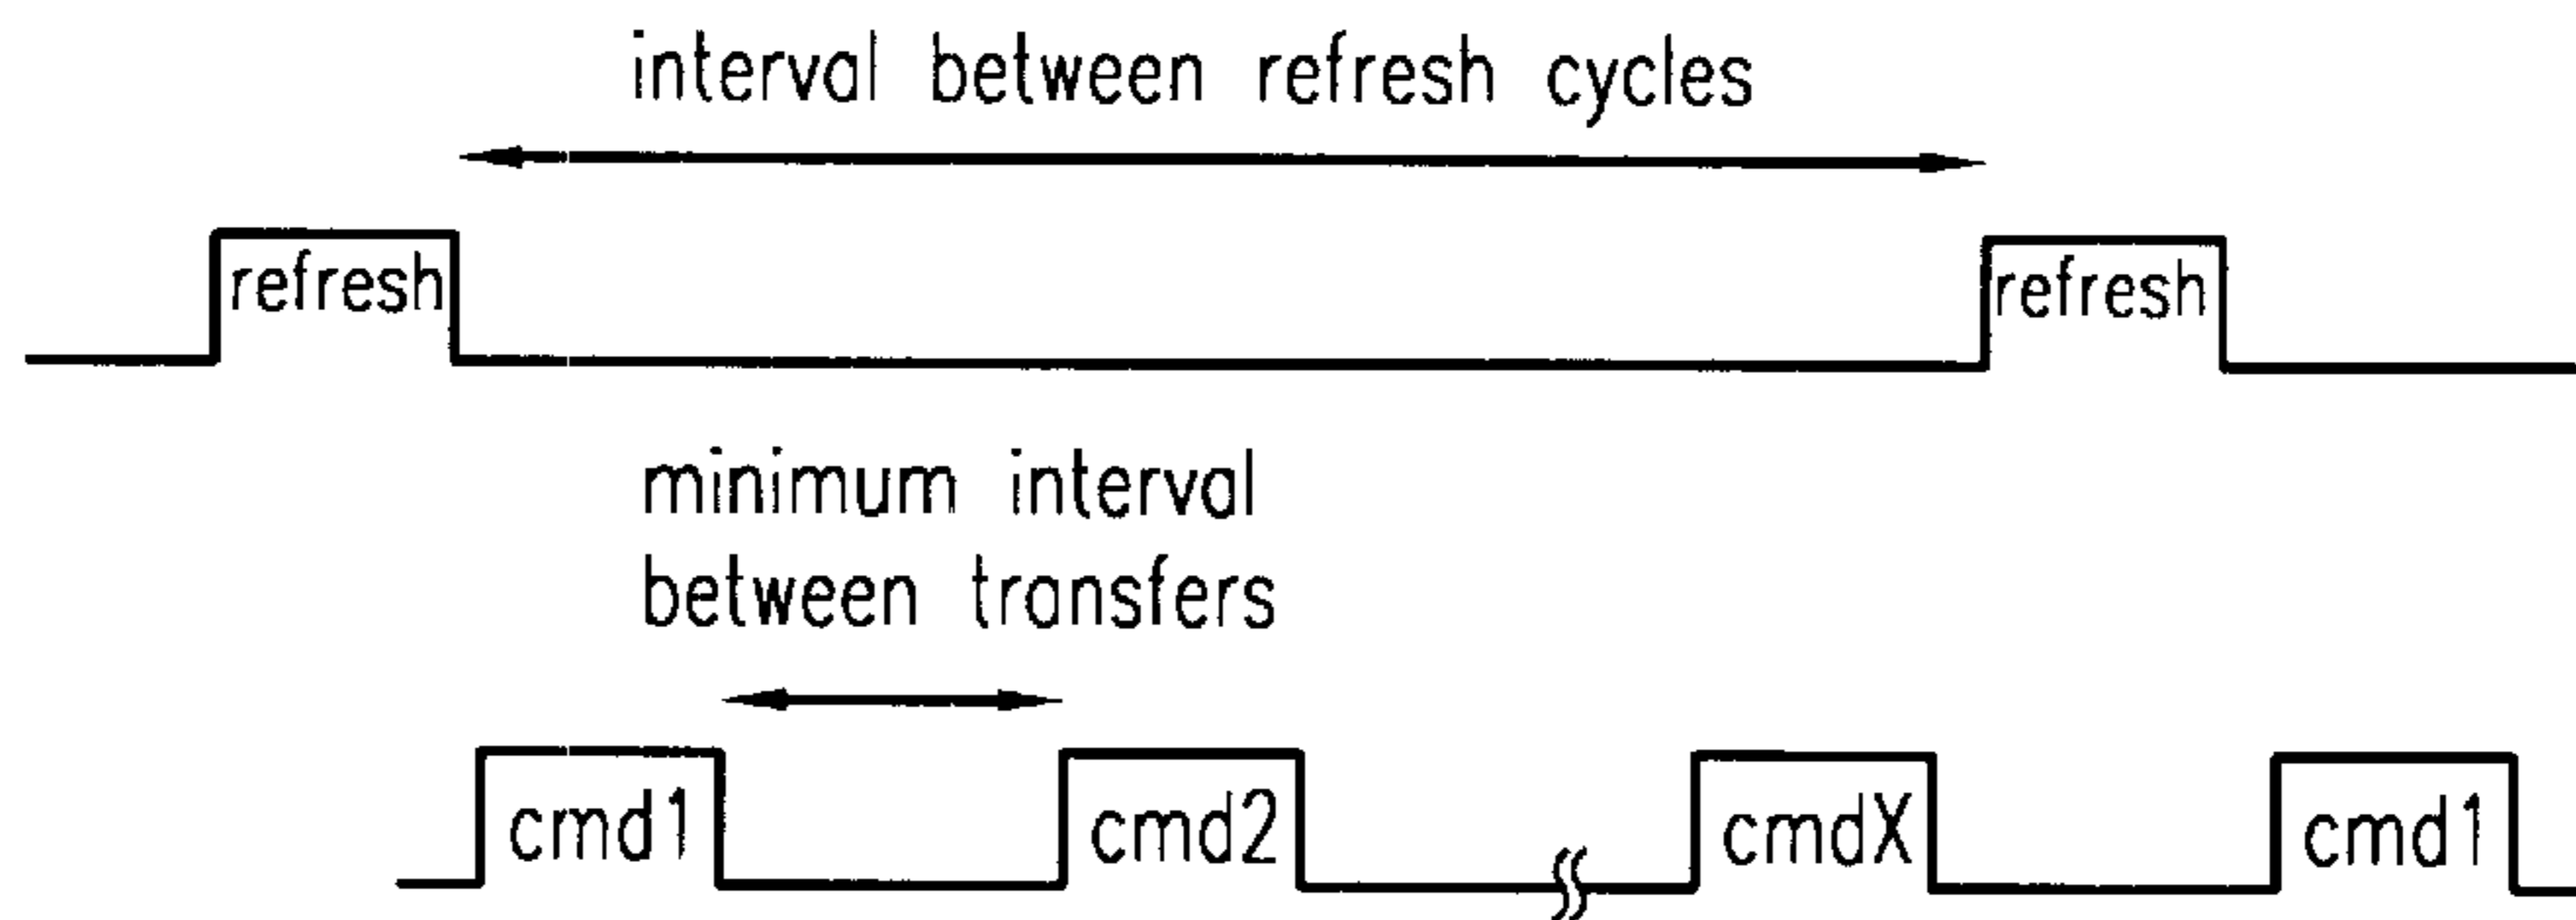 interval between refresh cycles
refresh
refresh
minimum interval
between transfers
cmd1
cmd2
cmdX
cmd1